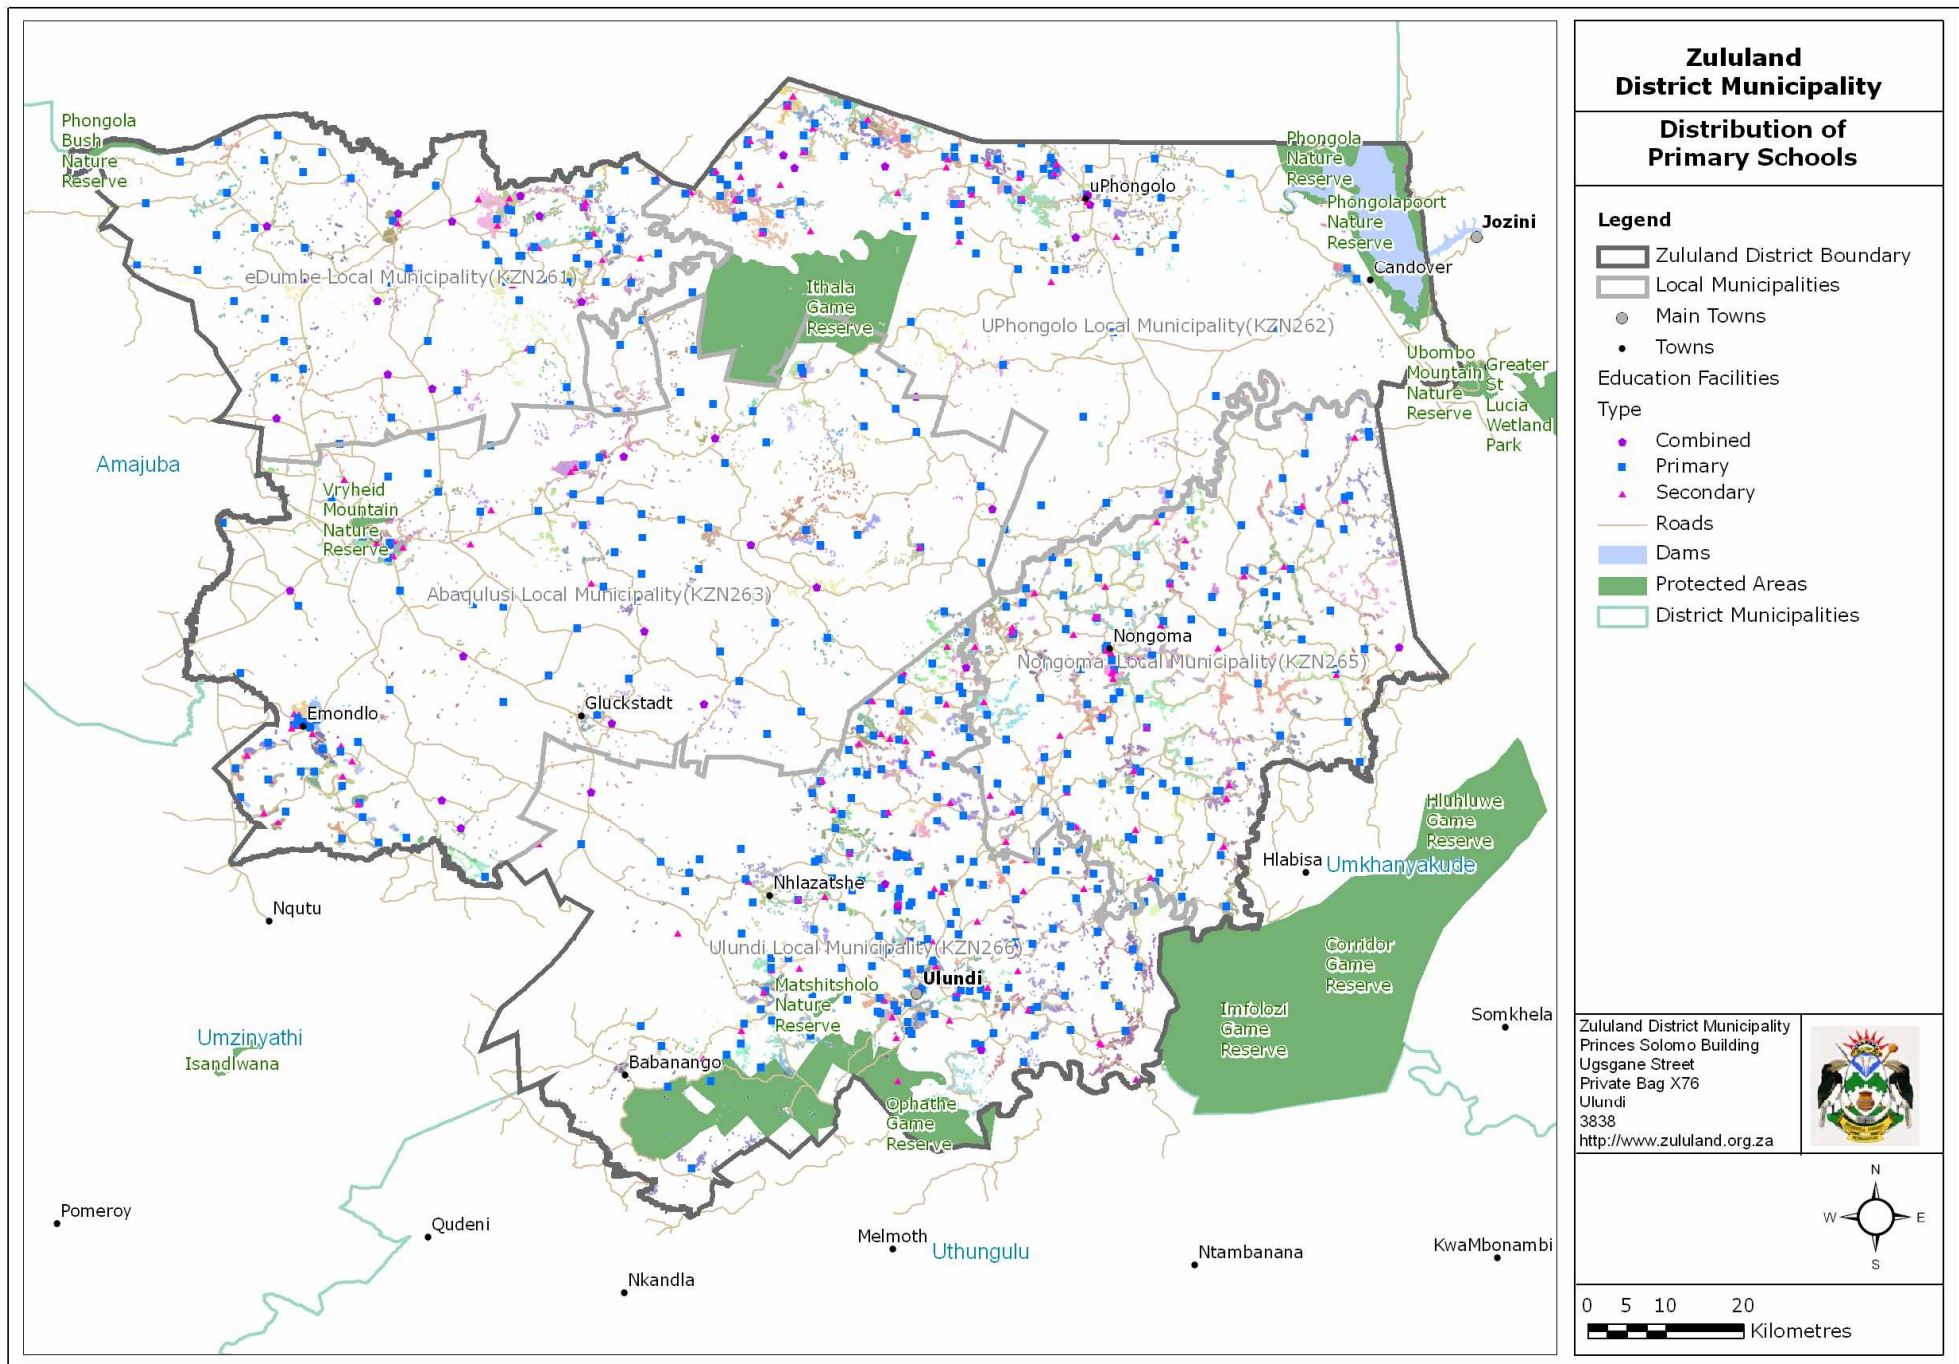 Zululand
District Municipality
Distribution of
Primary Schools
Legend
Zululand District Boundary
Local Municipalities
Main Towns
Towns
Education Facilities
Type
Combined
Primary
Secondary
Roads
Dams
Protected Areas
District Municipalities
Zululand District Municipality
Princes Solomo Building
Ugsgane Street
Private Bag X76
Ulundi
3838
http://www.zululand.org.za
N
W
E
S
0 5 10 20
Kilometres
Phongola
Bush
Nature
Reserve
Phongola
Nature
Reserve
uPhongolo
Phongolapoort
Nature
Reserve
Jozini
Candover
eDumbe Local Municipality(KZN261)
Ithala
Game
Reserve
UPhongolo Local Municipality(KZN262)
Ubombo
Mountain
Nature
Reserve
Greater
St
Lucia
Wetland
Park
Amajuba
Vryheid
Mountain
Nature
Reserve
Abaqulusi Local Municipality(KZN263)
Nongoma
Nongoma Local Municipality(KZN265)
Emondlo
Gluckstadt
Hluhluwe
Game
Reserve
Hlabisa
Umkhanyakude
Nhlazatshe
Nqutu
Ulundi Local Municipality(KZN266)
Corridor
Game
Reserve
Ulundi
Matshitsholo
Nature
Reserve
Imfolozi
Game
Reserve
Somkhela
Umzinyathi
Isandlwana
Babanango
Ophathe
Game
Reserve
Pomeroy
Qudeni
Melmoth
Uthungulu
Ntambanana
KwaMbonambi
Nkandla